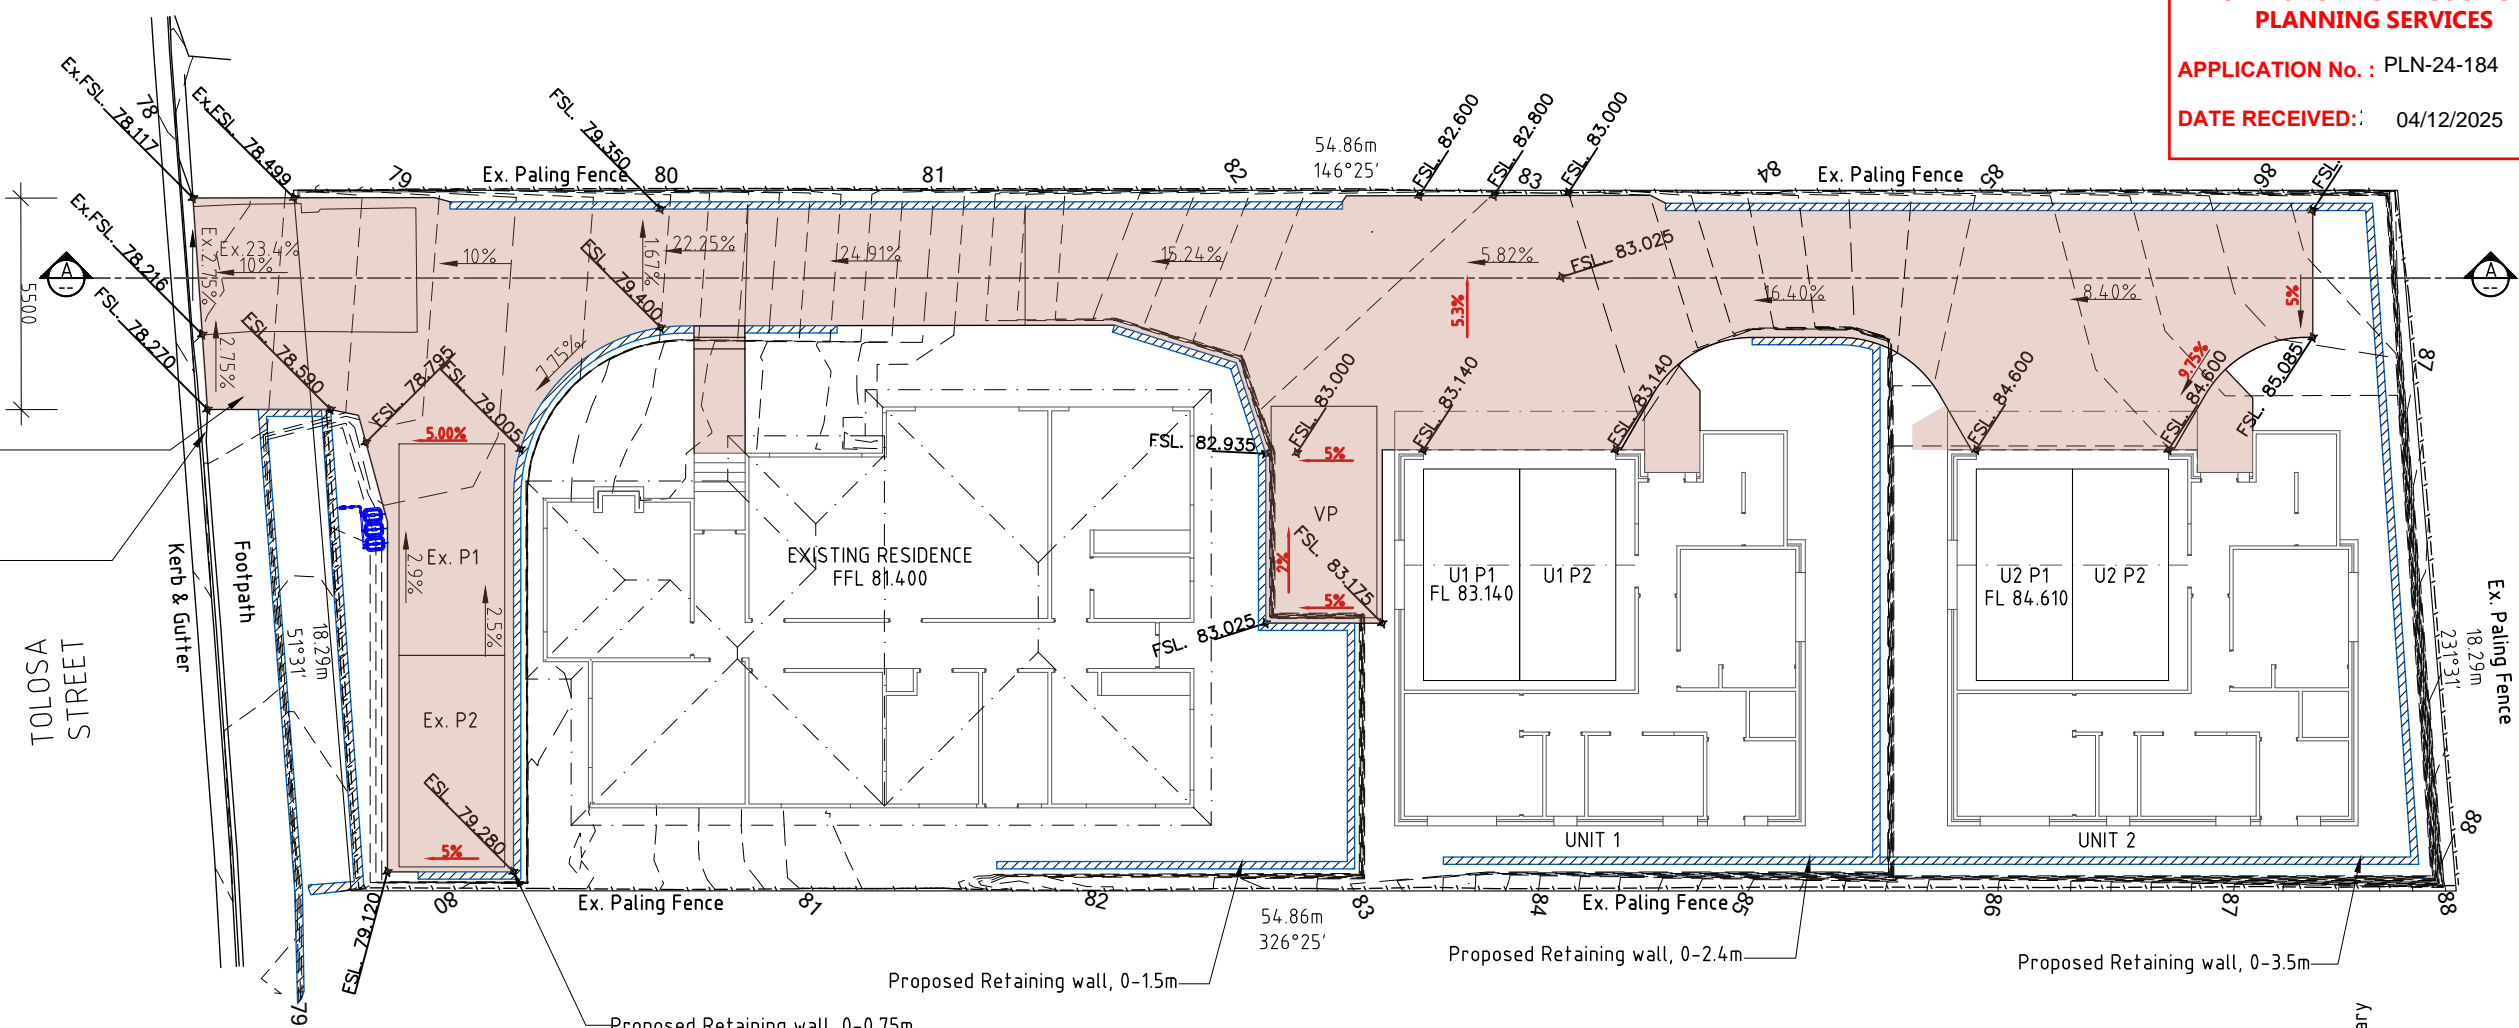 PLANNING SERVICES
APPLICATION No. : PLN-24-184
DATE RECEIVED: 04/12/2025
Ex.FSL. 78.117
78
Ex.FSL. 78.499
Ex.FSL. 78.216
FSL. 78.270
FSL. 78.590
FSL. 78.795
FSL. 79.005
FSL. 79.350
FSL. 79.400
79
Ex. Paling Fence
80
81
82
54.86m
146°25'
FSL. 82.600
FSL. 82.800
FSL. 83.000
83
84
Ex. Paling Fence
85
86
FSL.
A
--
5500
Ex.2.75%
Ex.23.4%
10%
2.75%
10%
1.67%
22.25%
24.91%
15.24%
5.82%
FSL. 83.025
5.3%
16.40%
8.40%
5%
A
--
7.75%
5.00%
FSL. 82.935
FSL. 83.000
5%
FSL. 83.140
FSL. 83.140
FSL. 84.600
9.75%
FSL. 84.600
FSL. 85.085
87
VP
FSL. 83.175
2%
5%
FSL. 83.025
Kerb & Gutter
Footpath
TOLOSA
STREET
18.29m
51°31'
Ex. P1
2.9%
2.5%
Ex. P2
FSL. 79.280
5%
FSL. 79.120
EXISTING RESIDENCE
FFL 81.400
U1 P1
FL 83.140
U1 P2
U2 P1
FL 84.610
U2 P2
UNIT 1
UNIT 2
Ex. Paling Fence
18.29m
231°31'
88
79
80
Ex. Paling Fence
81
82
54.86m
326°25'
83
84
Ex. Paling Fence
85
86
87
88
Proposed Retaining wall, 0-0.75m
Proposed Retaining wall, 0-1.5m
Proposed Retaining wall, 0-2.4m
Proposed Retaining wall, 0-3.5m